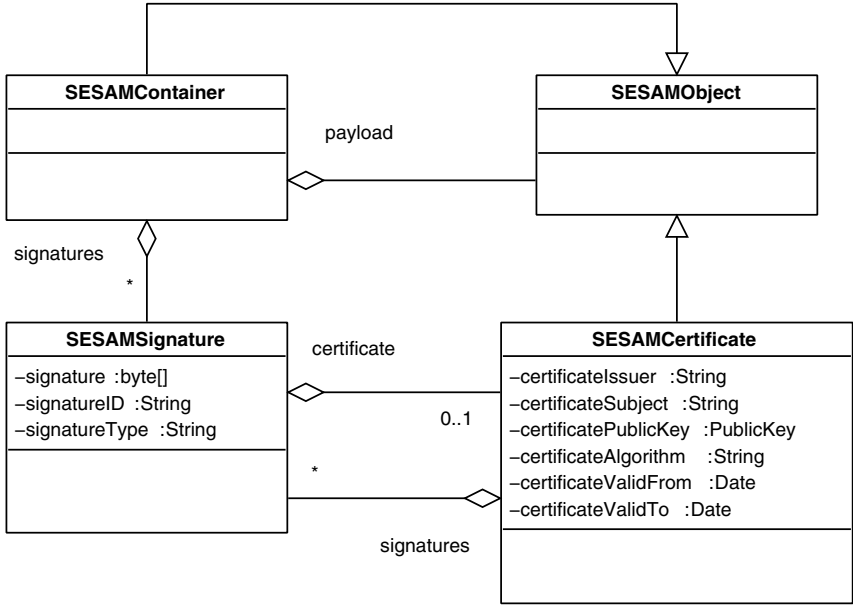 SESAMContainer
SESAMObject
payload
signatures
*
SESAMSignature
–signature :byte[]
–signatureID :String
–signatureType :String
certificate
0..1
*
signatures
SESAMCertificate
–certificateIssuer :String
–certificateSubject :String
–certificatePublicKey :PublicKey
–certificateAlgorithm :String
–certificateValidFrom :Date
–certificateValidTo :Date